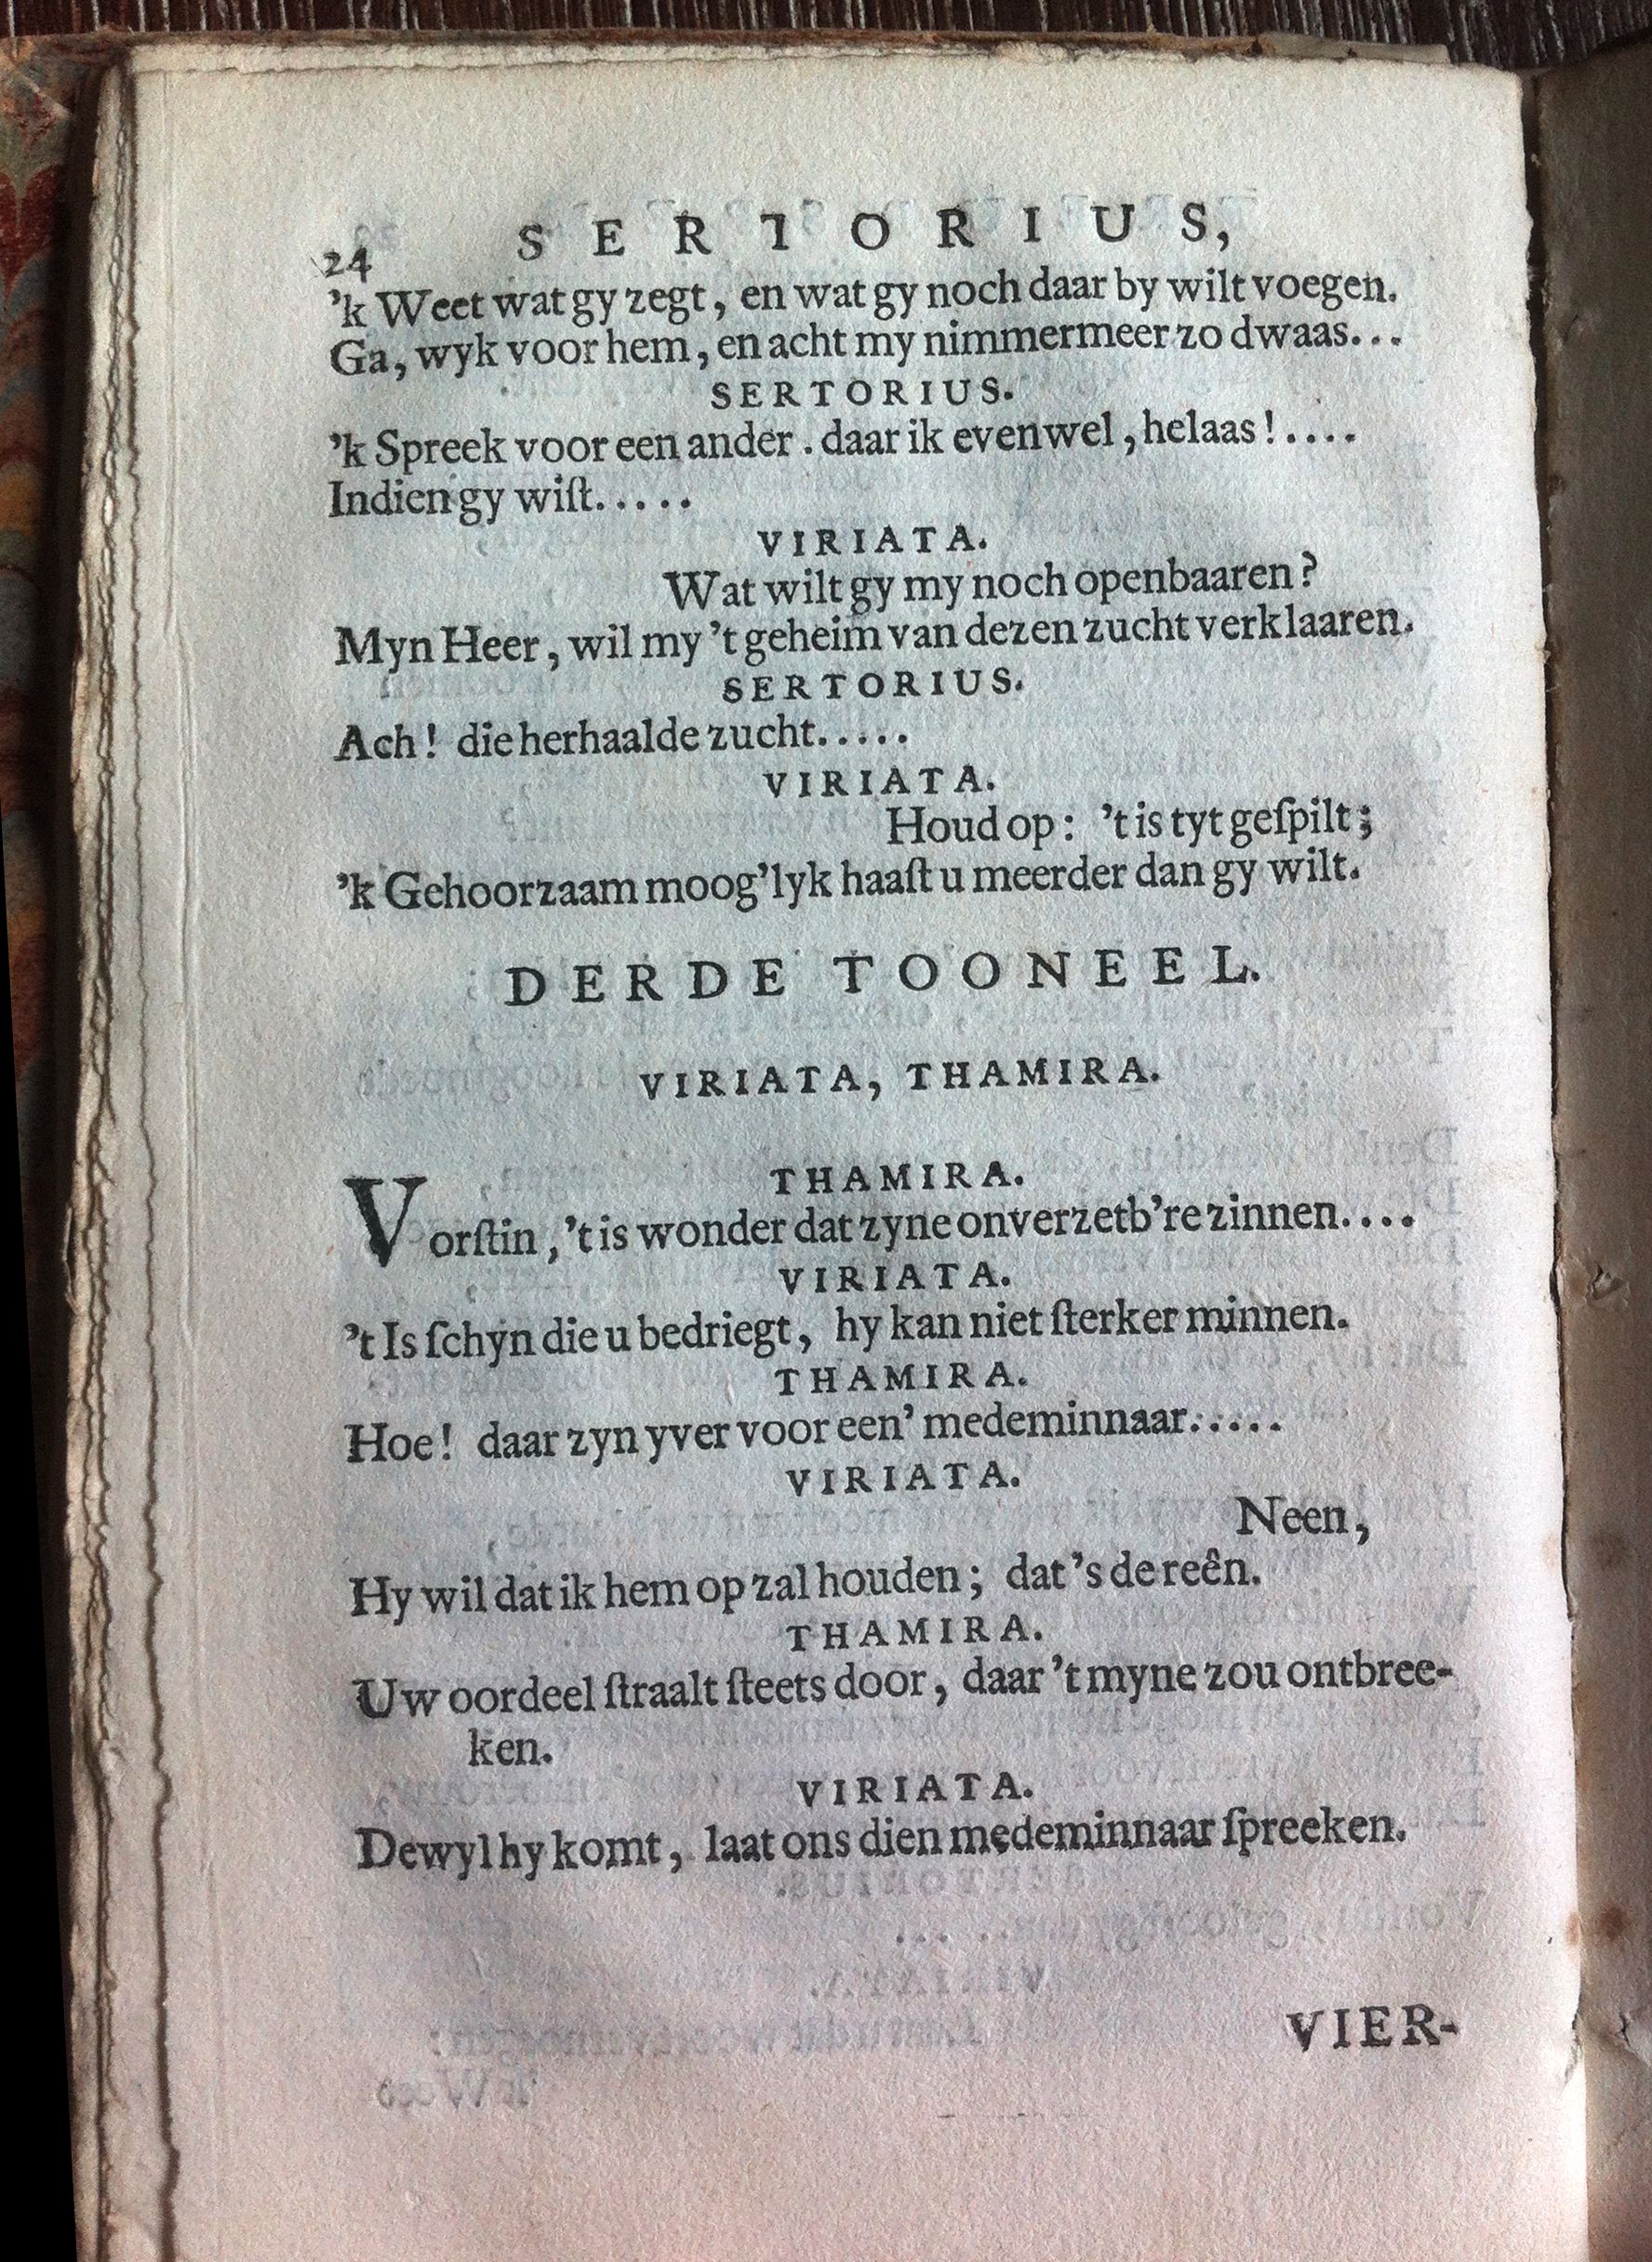 24 SERTORIUS,
'k Weet wat gy zegt, en wat gy noch daar by wilt voegen.
Ga, wyk voor hem, en acht my nimmermeer zo dwaas...
SERTORIUS.
'k Spreek voor een ander. daar ik evenwel, helaas!....
Indien gy wiſt.....
VIRIATA.
Wat wilt gy my noch openbaaren?
Myn Heer, wil my 't geheim van dezen zucht verklaaren.
SERTORIUS.
Ach! die herhaalde zucht.....
VIRIATA.
Houd op: 't is tyt geſpilt;
'k Gehoorzaam moog'lyk haaſt u meerder dan gy wilt.
DERDE TOONEEL.
VIRIATA, THAMIRA.
THAMIRA.
Vorſtin, 't is wonder dat zyne onverzetb're zinnen....
VIRIATA.
't Is ſchyn die u bedriegt, hy kan niet ſterker minnen.
THAMIRA.
Hoe! daar zyn yver voor een' medeminnaar.....
VIRIATA.
Neen,
Hy wil dat ik hem op zal houden; dat 's de reên.
THAMIRA.
Uw oordeel ſtraalt ſteets door, daar 't myne zou ontbree-
ken.
VIRIATA.
Dewyl hy komt, laat ons dien medeminnaar ſpreeken.
VIER-